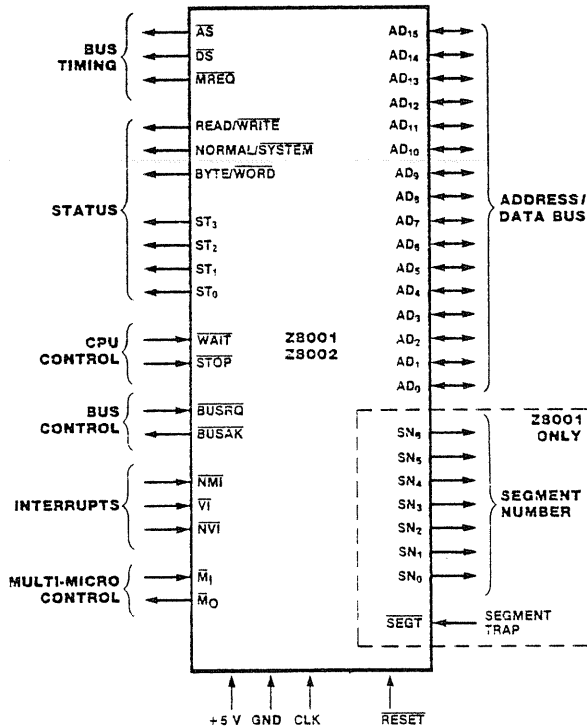 BUS
TIMING
AS
DS
MREQ
STATUS
READ/WRITE
NORMAL/SYSTEM
BYTE/WORD
ST3
ST2
ST1
ST0
CPU
CONTROL
WAIT
STOP
BUS
CONTROL
BUSRQ
BUSAK
INTERRUPTS
NMI
VI
NVI
MULTI-MICRO
CONTROL
MI
MO
Z8001
Z8002
AD15
AD14
AD13
AD12
AD11
AD10
AD9
AD8
AD7
AD6
AD5
AD4
AD3
AD2
AD1
AD0
ADDRESS/
DATA BUS
Z8001
ONLY
SN6
SN5
SN4
SN3
SN2
SN1
SN0
SEGMENT
NUMBER
SEGT
SEGMENT
TRAP
+5 V GND CLK RESET